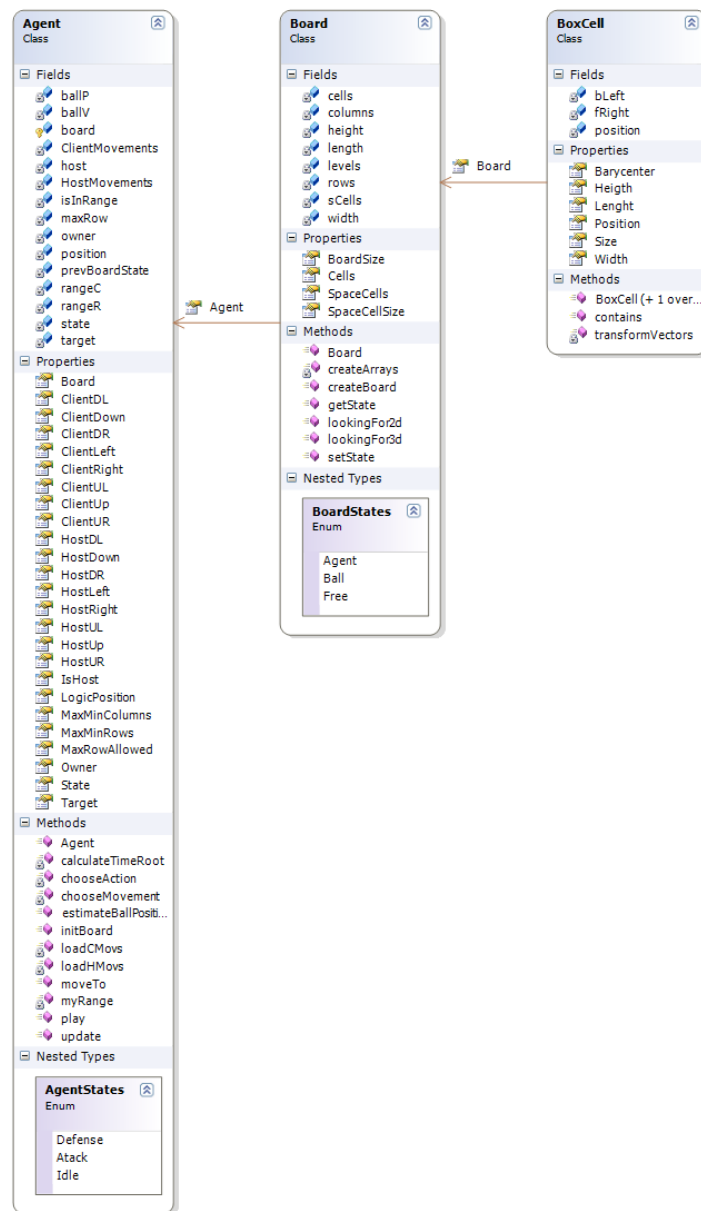 Agent
Class
Fields
ballP
ballV
board
ClientMovements
host
HostMovements
isInRange
maxRow
owner
position
prevBoardState
rangeC
rangeR
state
target
Properties
Board
ClientDL
ClientDown
ClientDR
ClientLeft
ClientRight
ClientUL
ClientUp
ClientUR
HostDL
HostDown
HostDR
HostLeft
HostRight
HostUL
HostUp
HostUR
IsHost
LogicPosition
MaxMinColumns
MaxMinRows
MaxRowAllowed
Owner
State
Target
Methods
Agent
calculateTimeRoot
chooseAction
chooseMovement
estimateBallPositi...
initBoard
loadCMovs
loadHMovs
moveTo
myRange
play
update
Nested Types
AgentStates
Enum
Defense
Atack
Idle
Agent
Board
Class
Fields
cells
columns
height
length
levels
rows
sCells
width
Properties
BoardSize
Cells
SpaceCells
SpaceCellSize
Methods
Board
createArrays
createBoard
getState
lookingFor2d
lookingFor3d
setState
Nested Types
BoardStates
Enum
Agent
Ball
Free
Board
BoxCell
Class
Fields
bLeft
fRight
position
Properties
Barycenter
Heigth
Lenght
Position
Size
Width
Methods
BoxCell (+ 1 over...
contains
transformVectors